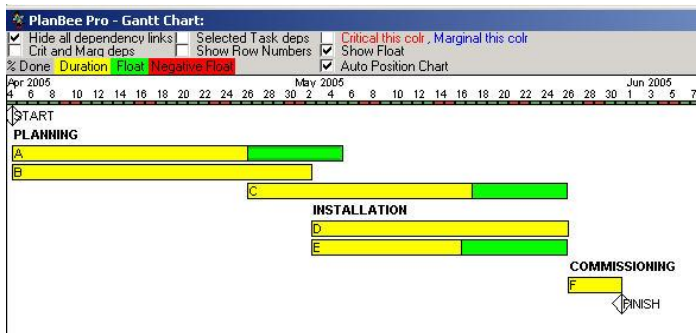 PlanBee Pro - Gantt Chart:
Hide all dependency links Selected Task deps Critical this colr , Marginal this colr
Crit and Marg deps Show Row Numbers Show Float
% Done Duration Float Negative Float Auto Position Chart
Apr 2005 May 2005 Jun 2005
4 6 8 10 12 14 16 18 20 22 24 26 28 30 2 4 6 8 10 12 14 16 18 20 22 24 26 28 30 1 3 5 7
START
PLANNING
A
B
C
INSTALLATION
D
E
COMMISSIONING
F
FINISH